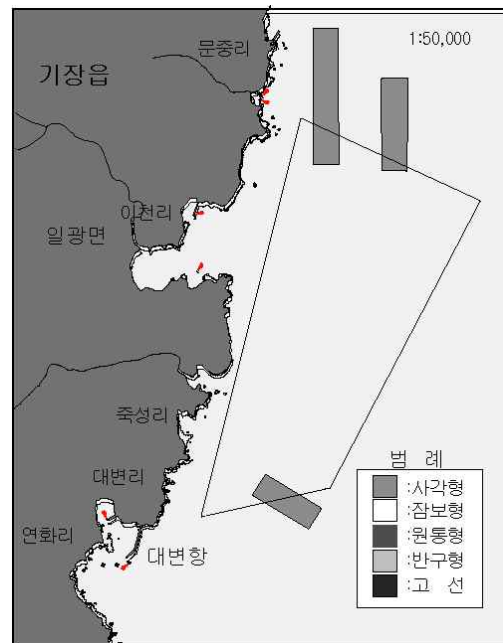 문중리
1:50,000
기장읍
이천리
일광면
죽성리
범 례
대변리
:사각형
:잠보형
연화리
:원통형
대변항
:반구형
:고 선